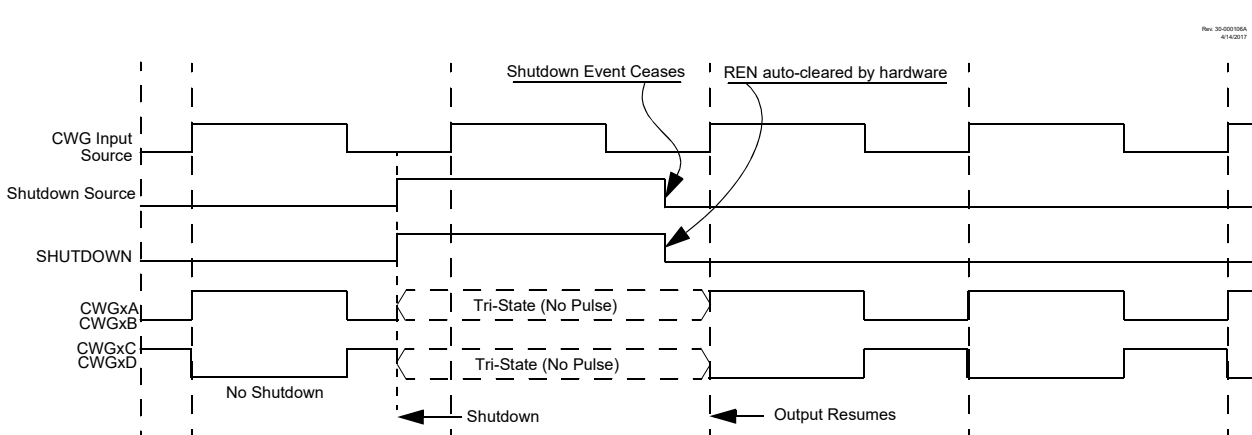 Rev. 30-000106A
4/14/2017
Shutdown Event Ceases
REN auto-cleared by hardware
CWG Input
Source
Shutdown Source
SHUTDOWN
CWGxA
CWGxB
Tri-State (No Pulse)
CWGxC
CWGxD
Tri-State (No Pulse)
No Shutdown
Shutdown
Output Resumes